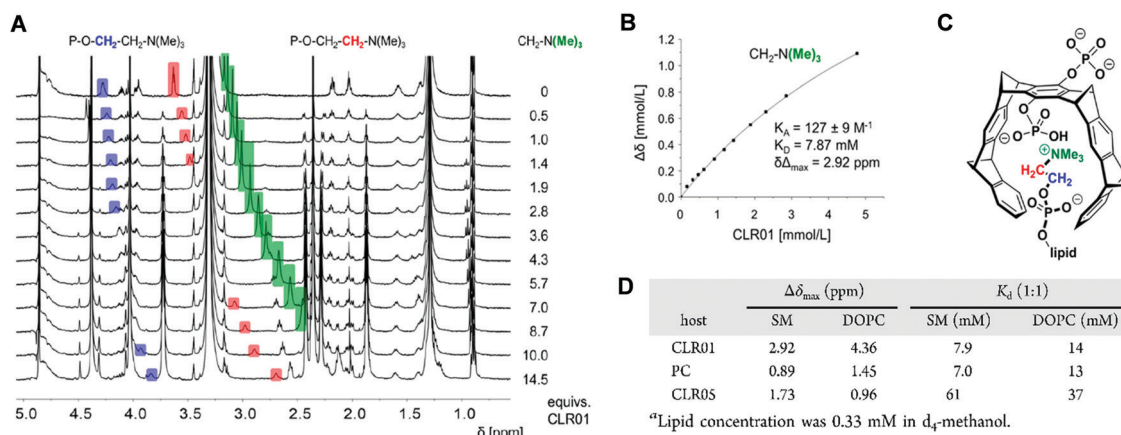 A
P-O-CH₂-CH₂-N(Me)₃
P-O-CH₂-CH₂-N(Me)₃
CH₂-N(Me)₃
0
0.5
1.0
1.4
1.9
2.8
3.6
4.3
5.7
7.0
8.7
10.0
14.5
5.0 4.5 4.0 3.5 3.0 2.5 2.0 1.5 1.0
equivs.
CLR01
δ [ppm]
B
CH₂-N(Me)₃
Δδ [mmol/L]
1.2
1.0
0.8
0.6
0.4
0.2
0.0
K_A = 127 ± 9 M⁻¹
K_D = 7.87 mM
δΔ_max = 2.92 ppm
0 1 2 3 4 5
CLR01 [mmol/L]
C
⊖
O
O-P-O
O
⊖
O
O-P-OH
⊖ O
⊕
NMe₃
H₂C
CH₂
O
O=P-O ⊖
O
lipid
D
Δδmax (ppm) Kd (1:1)
host SM DOPC SM (mM) DOPC (mM)
CLR01 2.92 4.36 7.9 14
PC 0.89 1.45 7.0 13
CLR05 1.73 0.96 61 37
ᵃLipid concentration was 0.33 mM in d₄-methanol.